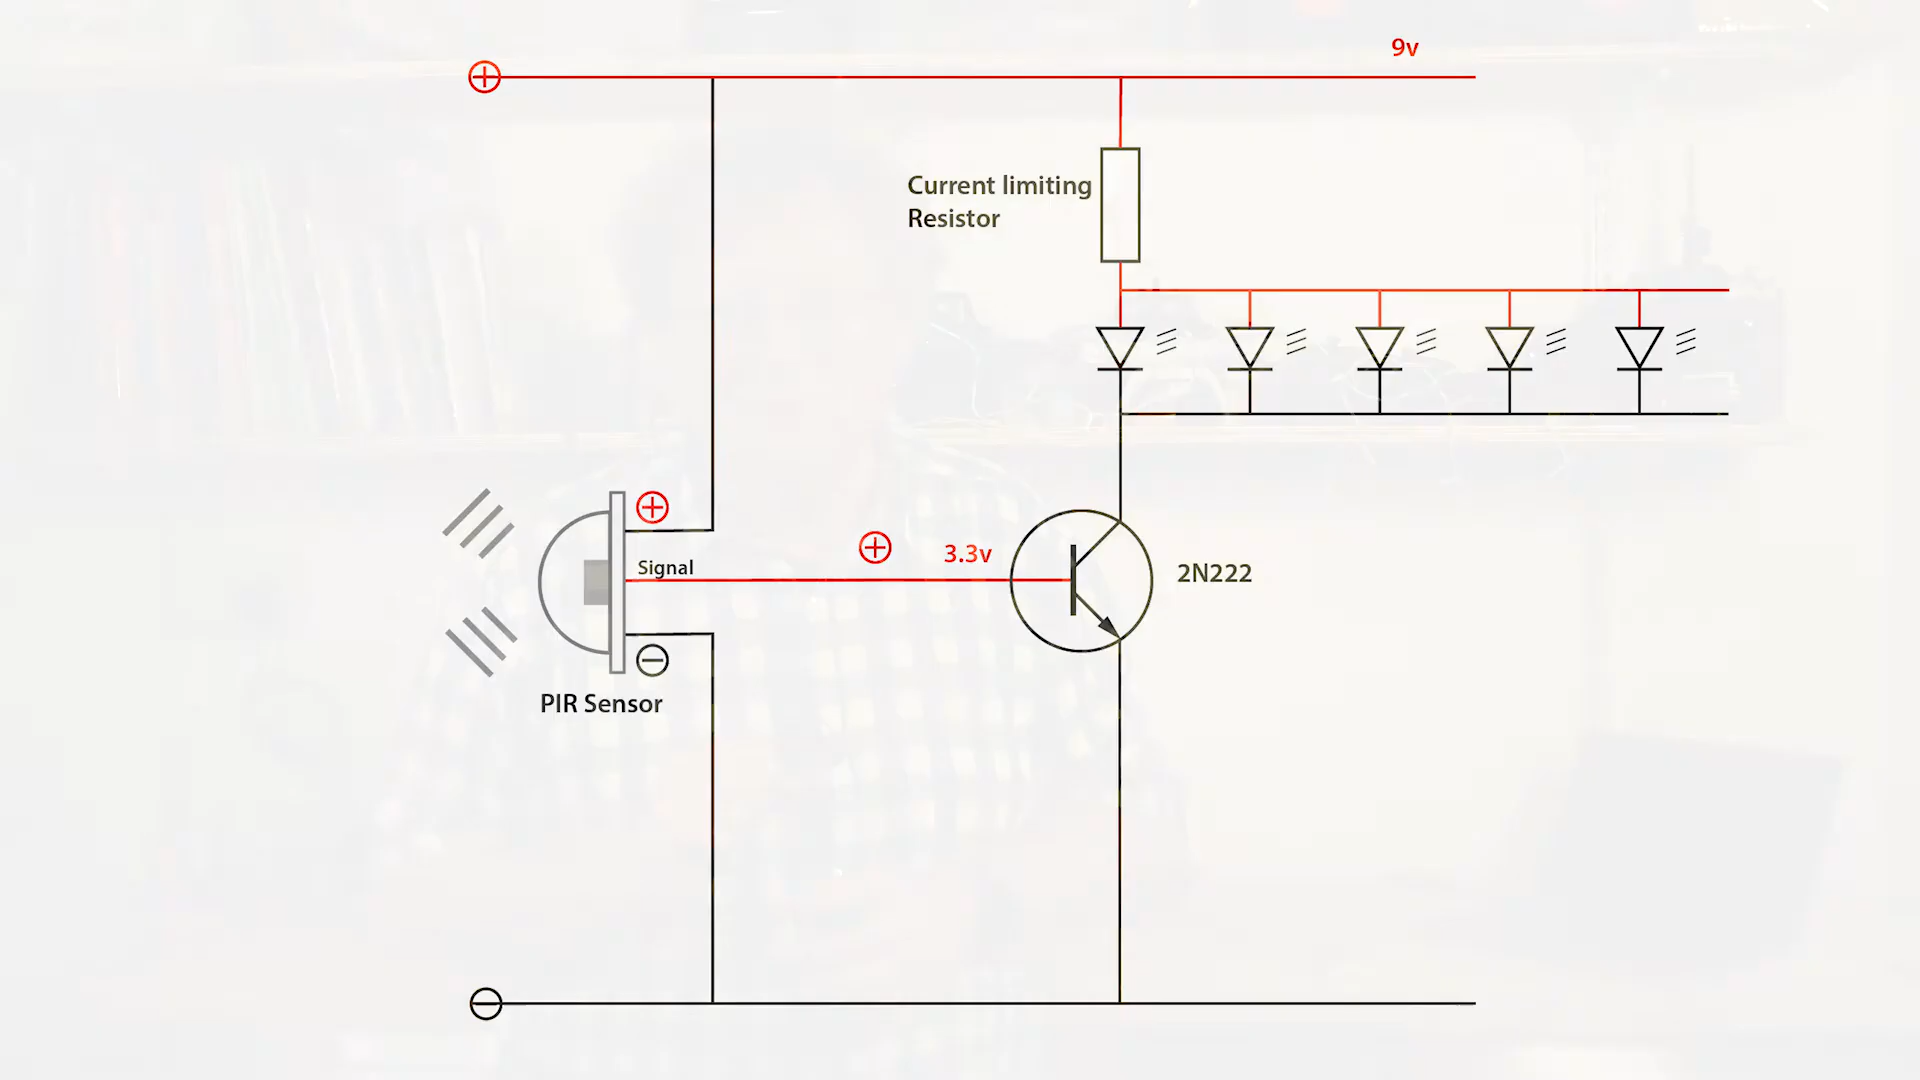 9v
Current limiting
Resistor
Signal
3.3v
2N222
PIR Sensor